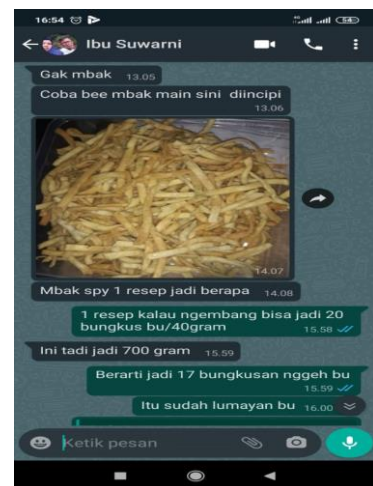 16:54
54
Ibu Suwarni
Gak mbak 13.05
Coba bee mbak main sini diincipi
13.06
14.07
Mbak spy 1 resep jadi berapa 14.08
1 resep kalau ngembang bisa jadi 20
bungkus bu/40gram 15.58
Ini tadi jadi 700 gram 15.59
Berarti jadi 17 bungkusan nggeh bu
15.59
Itu sudah lumayan bu 16.00
Ketik pesan